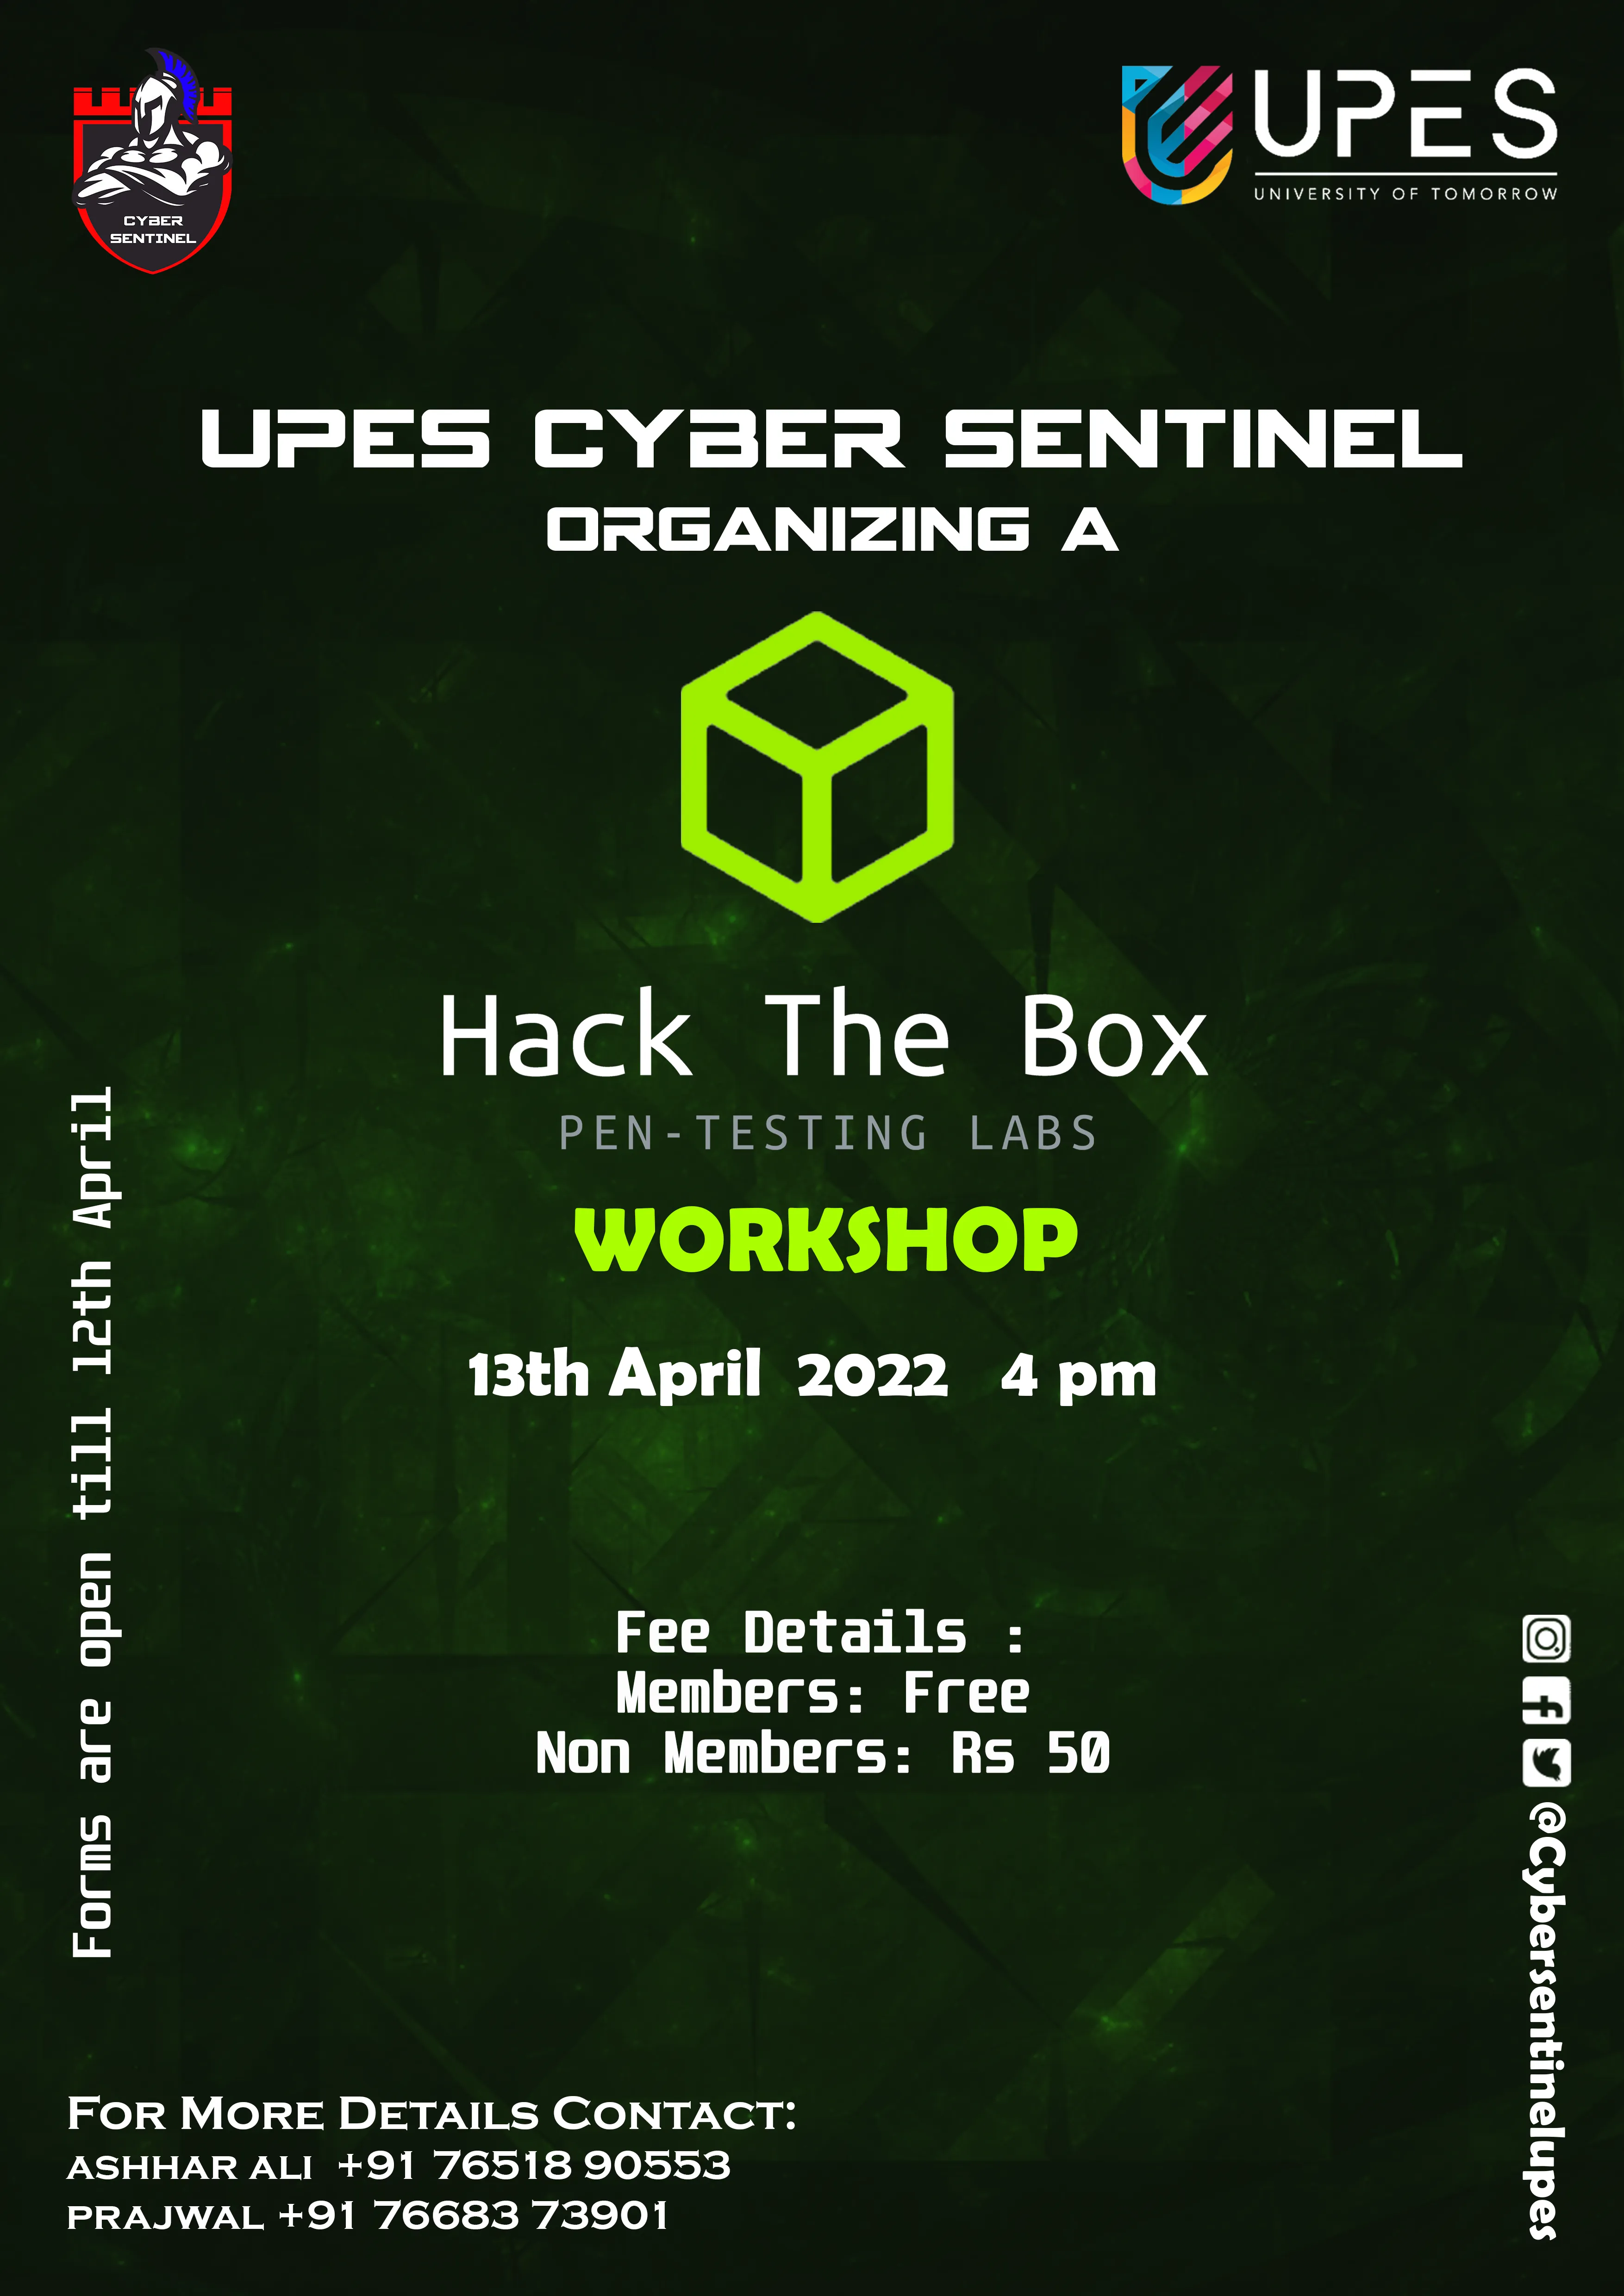 CYBER
SENTINEL
UPES
UNIVERSITY OF TOMORROW
UPES CYBER SENTINEL
ORGANIZING A
Hack The Box
PEN-TESTING LABS
WORKSHOP
13th April 2022 4 pm
Forms are open till 12th April
Fee Details :
Members: Free
Non Members: Rs 50
@Cybersentinelupes
FOR MORE DETAILS CONTACT:
ASHHAR ALI +91 76518 90553
PRAJWAL +91 76683 73901